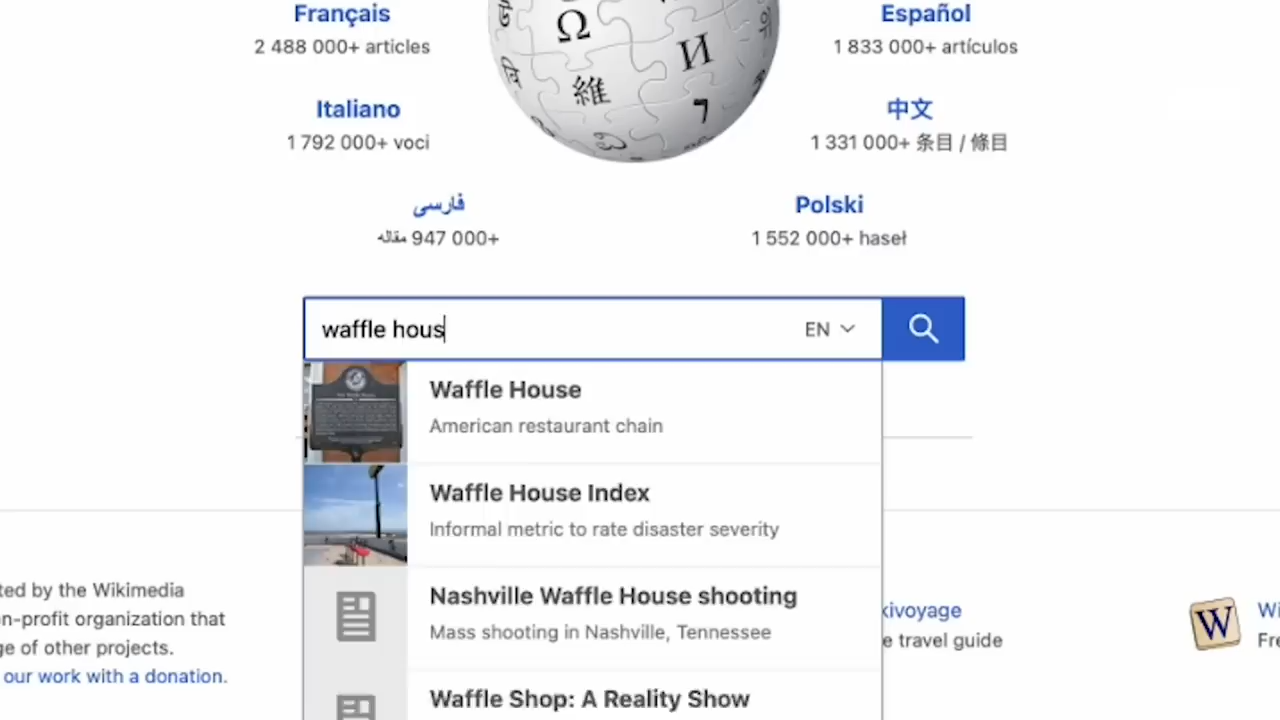 Français
Español
2 488 000+ articles
1 833 000+ artículos
Ω
И
維
7
Italiano
中文
1 792 000+ voci
1 331 000+ 条目 / 條目
فارسی
Polski
مقاله 947 000+
1 552 000+ haseł
waffle hous
EN
Waffle House
American restaurant chain
Waffle House Index
Informal metric to rate disaster severity
Nashville Waffle House shooting
Mass shooting in Nashville, Tennessee
Waffle Shop: A Reality Show
ted by the Wikimedia
n-profit organization that
ge of other projects.
our work with a donation.
kivoyage
e travel guide
W
Wi
Fre